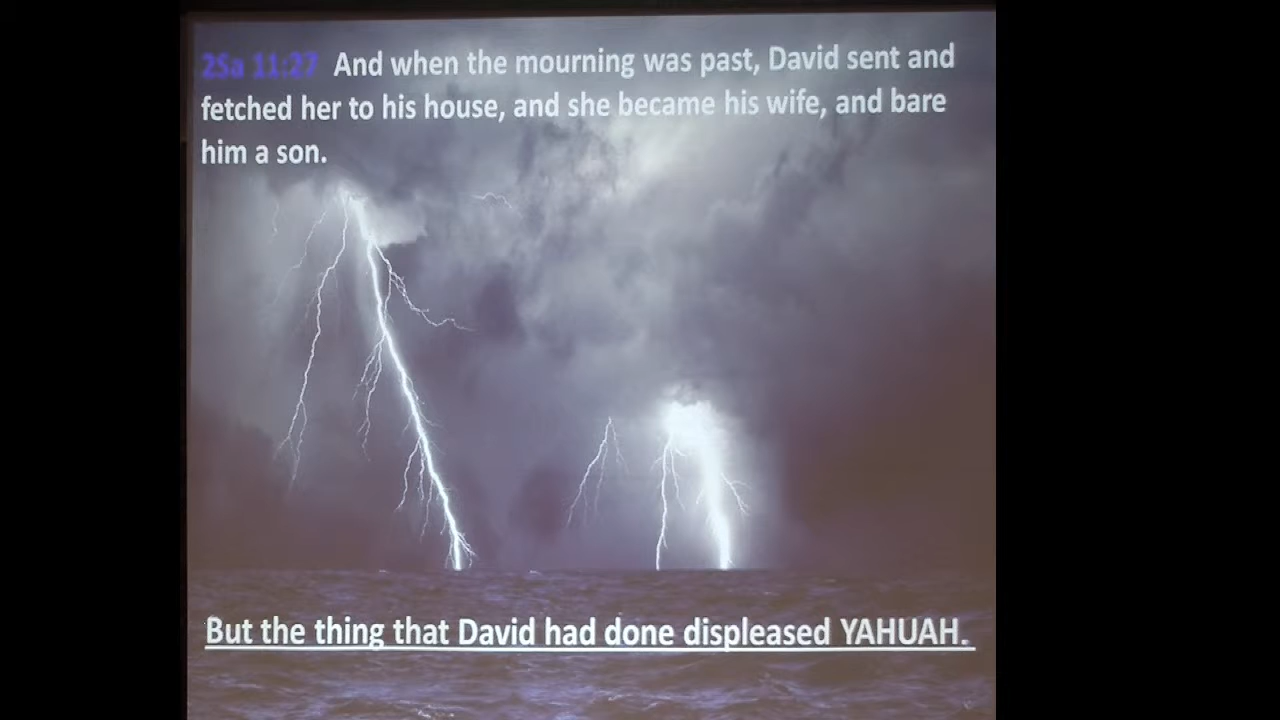 2Sa 11:27 And when the mourning was past, David sent and
fetched her to his house, and she became his wife, and bare
him a son.
But the thing that David had done displeased YAHUAH.